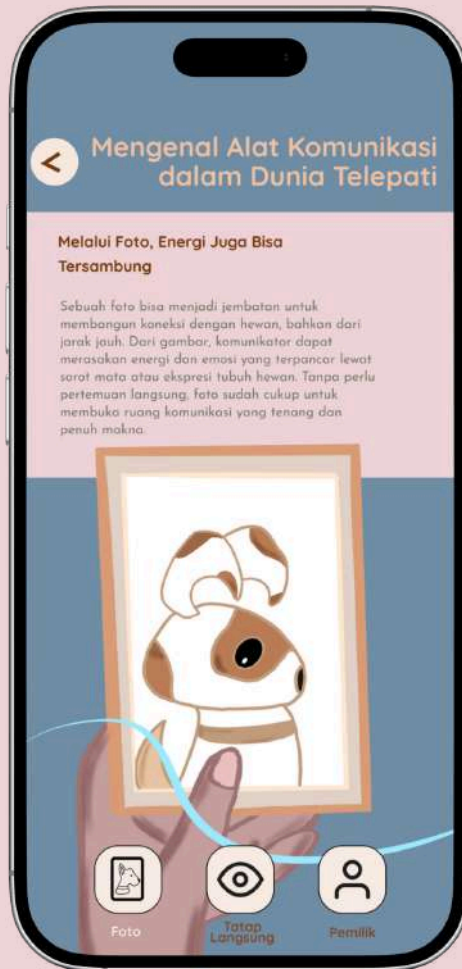 Mengenal Alat Komunikasi
dalam Dunia Telepati
Melalui Foto, Energi Juga Bisa
Tersambung
Sebuah foto bisa menjadi jembatan untuk
membangun koneksi dengan hewan, bahkan dari
jarak jauh. Dari gambar, komunikator dapat
merasakan energi dan emosi yang terpancar lewat
sorot mata atau ekspresi tubuh hewan. Tanpa perlu
pertemuan langsung, foto sudah cukup untuk
membuka ruang komunikasi yang tenang dan
penuh makna.
Foto
Tatap
Langsung
Pemilik